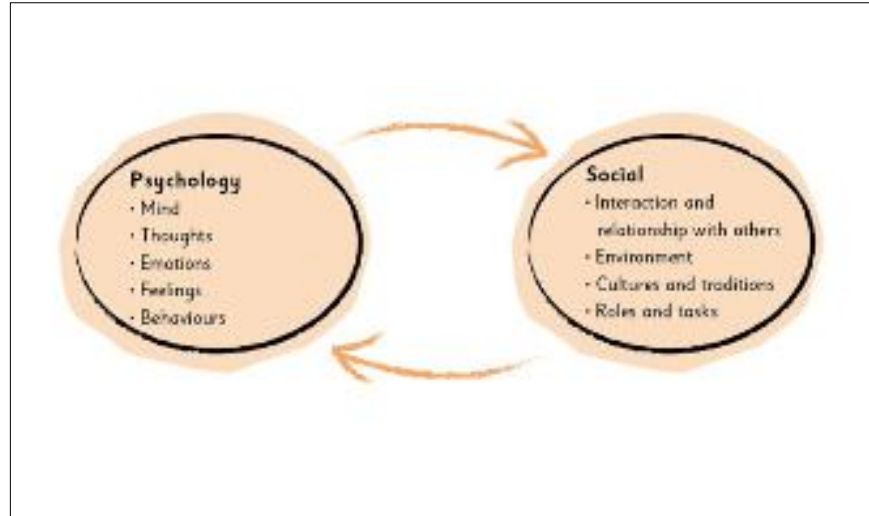 Psychology
• Mind
• Thoughts
• Emotions
• Feelings
• Behaviours
Social
• Interaction and
relationship with others
• Environment
• Cultures and traditions
• Roles and tasks